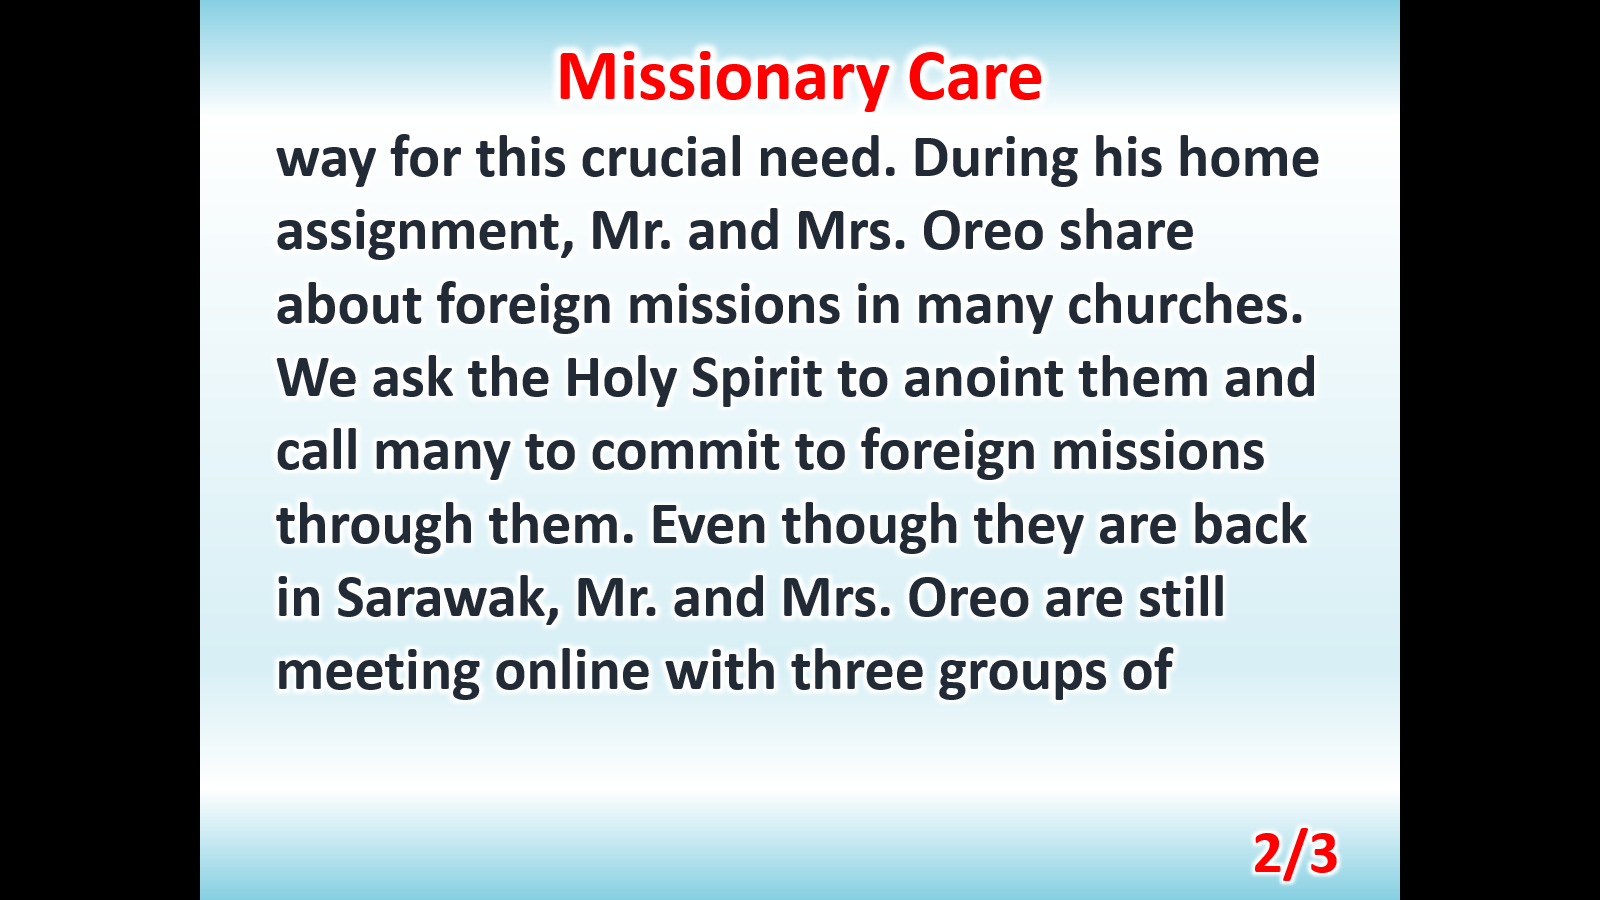 Missionary Care
way for this crucial need. During his home
assignment, Mr. and Mrs. Oreo share
about foreign missions in many churches.
We ask the Holy Spirit to anoint them and
call many to commit to foreign missions
through them. Even though they are back
in Sarawak, Mr. and Mrs. Oreo are still
meeting online with three groups of
2/3